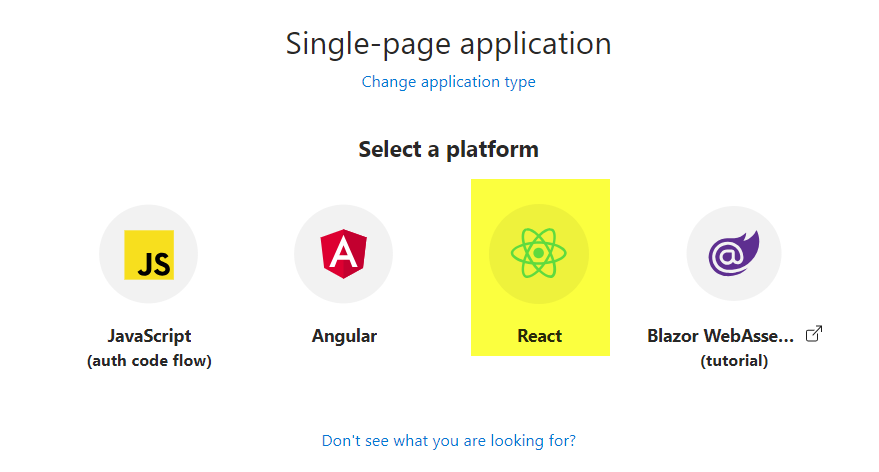 Single-page application
Change application type
Select a platform
JS
JavaScript
(auth code flow)
A
Angular
React
@
Blazor WebAsse...
(tutorial)
Don't see what you are looking for?